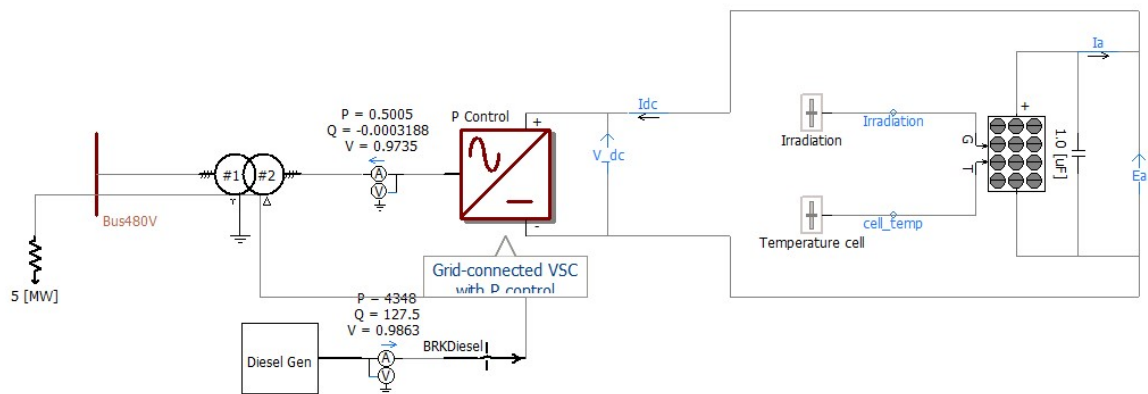 P = 0.5005
Q = -0.0003188
V = 0.9735
P Control
Idc
Ia
Irradiation
Irradiation
V_dc
+
-
#1
#2
A
V
G
T
+
1.0 [uF]
Ea
Bus480V
Temperature cell
cell_temp
Grid-connected VSC
with P control
5 [MW]
P = 4348
Q = 127.5
V = 0.9863
BRKDiesel
Diesel Gen
A
V